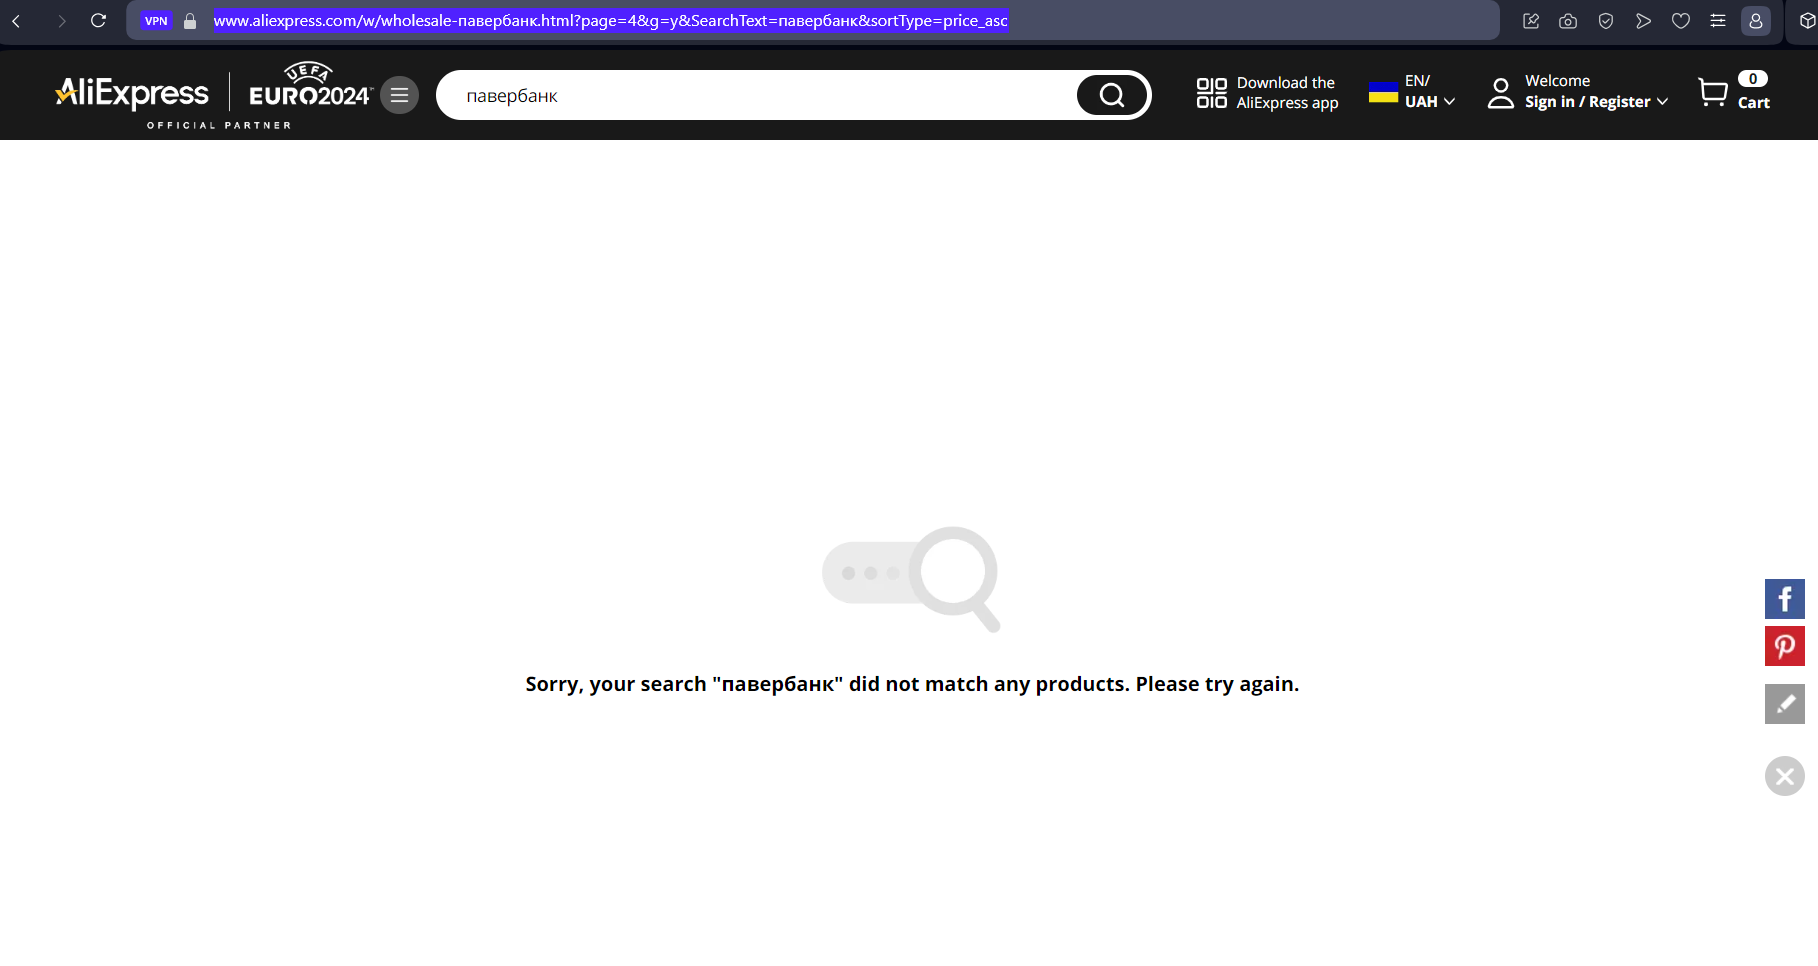 VPN
www.aliexpress.com/w/wholesale-павербанк.html?page=4&g=y&SearchText=павербанк&sortType=price_asc
AliExpress
UEFA
EURO2024™
OFFICIAL PARTNER
павербанк
Download the
AliExpress app
EN/
UAH
Welcome
Sign in / Register
0
Cart
Sorry, your search "павербанк" did not match any products. Please try again.